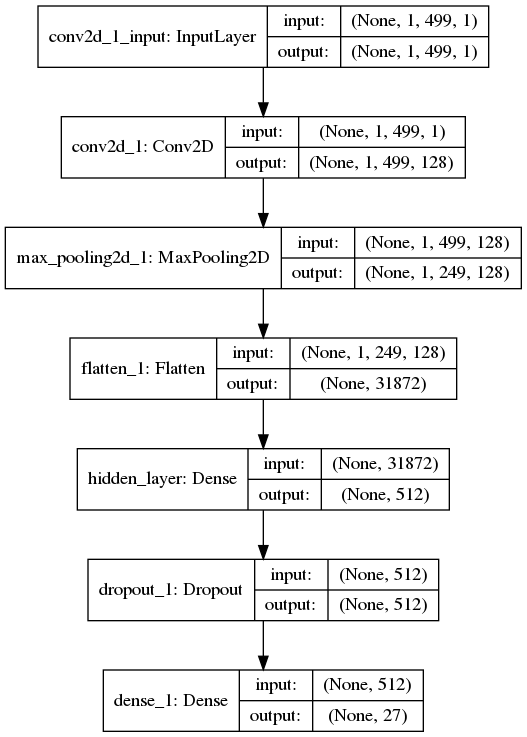 conv2d_1_input: InputLayer
input: (None, 1, 499, 1)
output: (None, 1, 499, 1)
conv2d_1: Conv2D
input: (None, 1, 499, 1)
output: (None, 1, 499, 128)
max_pooling2d_1: MaxPooling2D
input: (None, 1, 499, 128)
output: (None, 1, 249, 128)
flatten_1: Flatten
input: (None, 1, 249, 128)
output: (None, 31872)
hidden_layer: Dense
input: (None, 31872)
output: (None, 512)
dropout_1: Dropout
input: (None, 512)
output: (None, 512)
dense_1: Dense
input: (None, 512)
output: (None, 27)